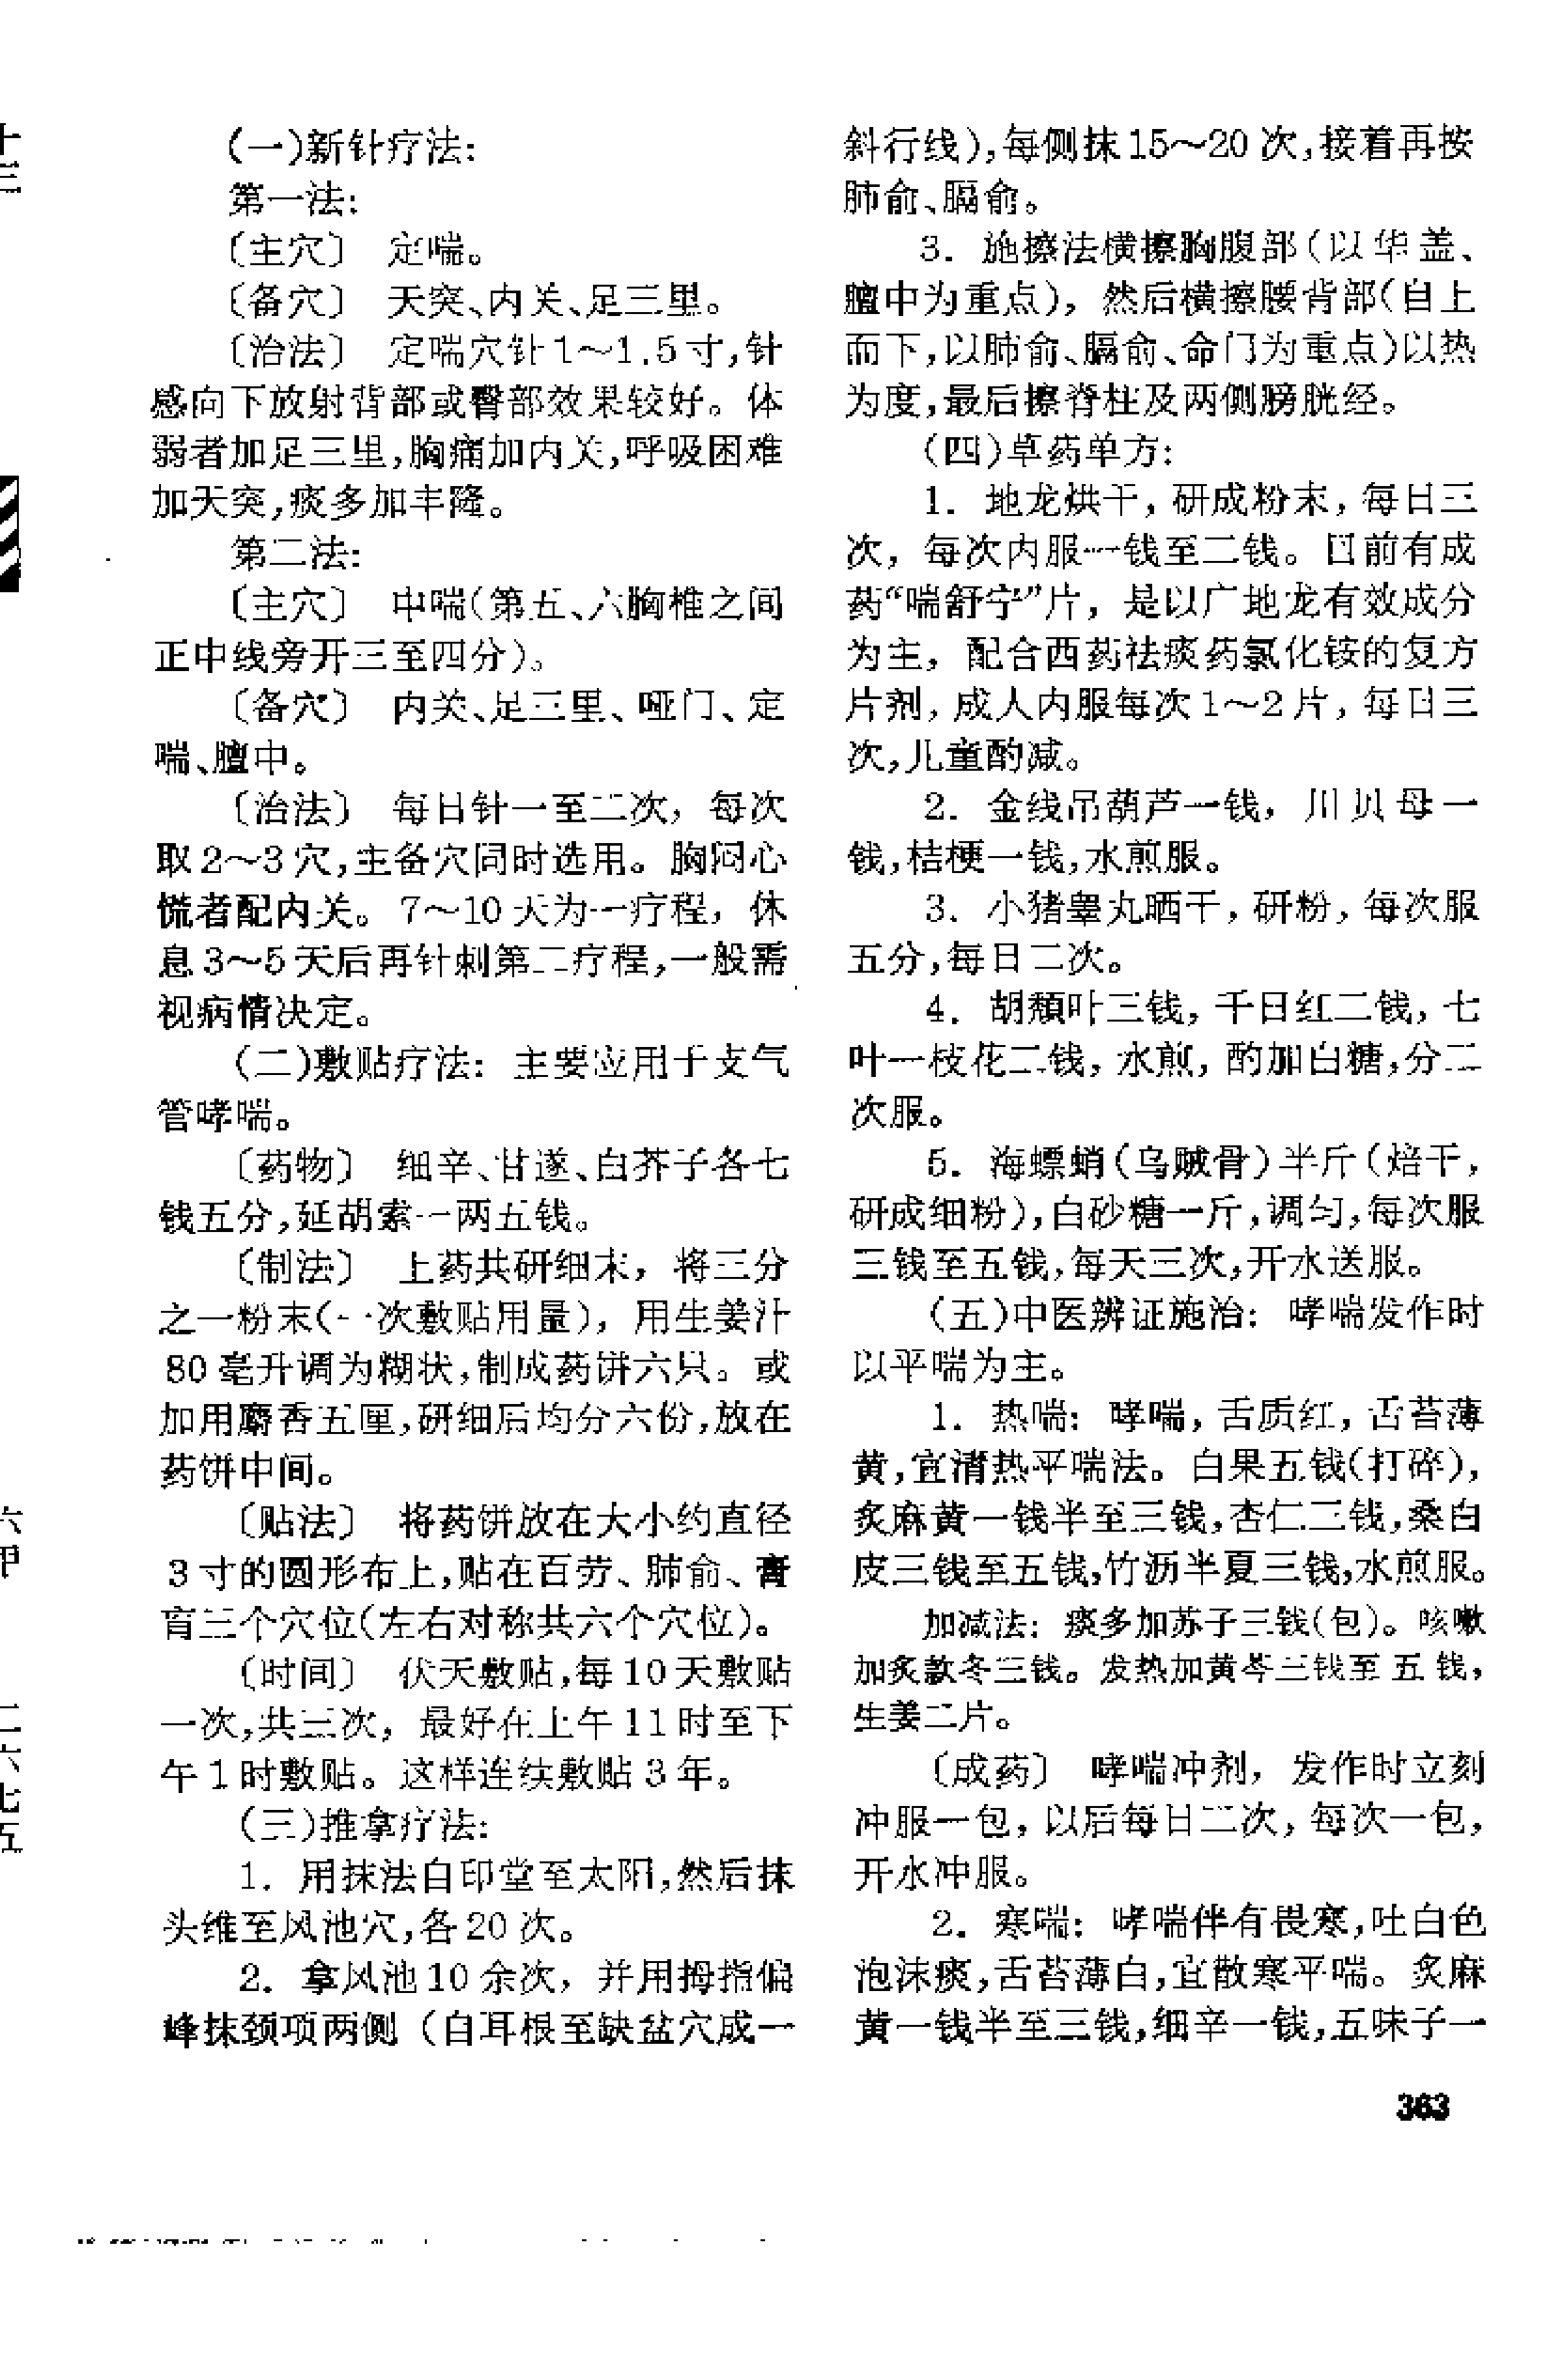 (一)新针疗法:
第一法:
〔主穴〕 定喘。
〔备穴〕 天突、内关、足三里。
〔治法〕 定喘穴针1～1.5寸,针
感向下放射背部或臀部效果较好。体
弱者加足三里,胸痛加内关,呼吸困难
加天突,痰多加丰隆。
第二法:
〔主穴〕 中喘(第五、六胸椎之间
正中线旁开三至四分)。
〔备穴〕 内关、足三里、哑门、定
喘、膻中。
〔治法〕 每日针一至二次, 每次
取2～3穴,主备穴同时选用。胸闷心
慌者配内关。7～10天为一疗程, 休
息3～5天后再针刺第二疗程,一般需
视病情决定。
(二)敷贴疗法: 主要应用于支气
管哮喘。
〔药物〕 细辛、甘遂、白芥子各七
钱五分,延胡索一两五钱。
〔制法〕 上药共研细末, 将三分
之一粉末(一次敷贴用量), 用生姜汁
80毫升调为糊状,制成药饼六只。或
加用麝香五厘,研细后均分六份,放在
药饼中间。
〔贴法〕 将药饼放在大小约直径
3寸的圆形布上,贴在百劳、肺俞、膏
肓三个穴位(左右对称共六个穴位)。
〔时间〕 伏天敷贴,每10天敷贴
一次,共三次, 最好在上午11时至下
午1时敷贴。这样连续敷贴3年。
(三)推拿疗法:
1. 用抹法自印堂至太阳,然后抹
头维至风池穴,各20次。
2. 拿风池10余次, 并用拇指偏
峰抹颈项两侧(自耳根至缺盆穴成一
斜行线),每侧抹15～20次,接着再按
肺俞、膈俞。
3. 施擦法横擦胸腹部(以华盖、
膻中为重点), 然后横擦腰背部(自上
而下,以肺俞、膈俞、命门为重点)以热
为度,最后擦脊柱及两侧膀胱经。
(四)草药单方:
1. 地龙烘干, 研成粉末, 每日三
次, 每次内服一钱至二钱。目前有成
药“喘舒宁”片, 是以广地龙有效成分
为主, 配合西药祛痰药氯化铵的复方
片剂, 成人内服每次1～2片, 每日三
次,儿童酌减。
2. 金线吊葫芦一钱, 川贝母一
钱,桔梗一钱,水煎服。
3. 小猪睾丸晒干, 研粉, 每次服
五分,每日二次。
4. 胡颓叶三钱, 千日红二钱, 七
叶一枝花二钱, 水煎, 酌加白糖,分二
次服。
5. 海螵蛸(乌贼骨)半斤(焙干,
研成细粉),白砂糖一斤,调匀,每次服
三钱至五钱,每天三次,开水送服。
(五)中医辨证施治: 哮喘发作时
以平喘为主。
1. 热喘: 哮喘, 舌质红, 舌苔薄
黄,宜清热平喘法。白果五钱(打碎),
炙麻黄一钱半至三钱,杏仁三钱,桑白
皮三钱至五钱,竹沥半夏三钱,水煎服。
加减法: 痰多加苏子三钱(包)。咳嗽
加炙款冬三钱。发热加黄芩三钱至五钱,
生姜二片。
〔成药〕 哮喘冲剂, 发作时立刻
冲服一包, 以后每日二次, 每次一包,
开水冲服。
2. 寒喘: 哮喘伴有畏寒,吐白色
泡沫痰,舌苔薄白,宜散寒平喘。炙麻
黄一钱半至三钱,细辛一钱,五味子一
363